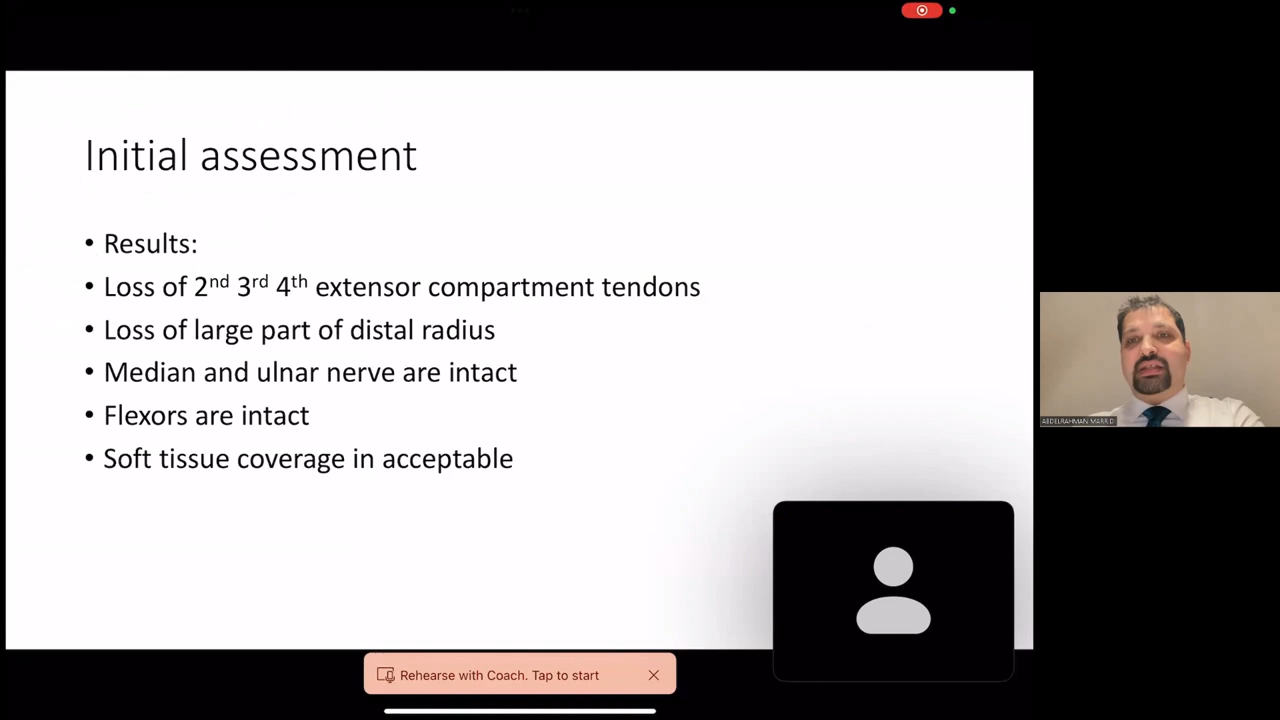 Initial assessment
• Results:
• Loss of 2nd 3rd 4th extensor compartment tendons
• Loss of large part of distal radius
• Median and ulnar nerve are intact
• Flexors are intact
• Soft tissue coverage in acceptable
ABDELRAHMAN
Rehearse with Coach. Tap to start